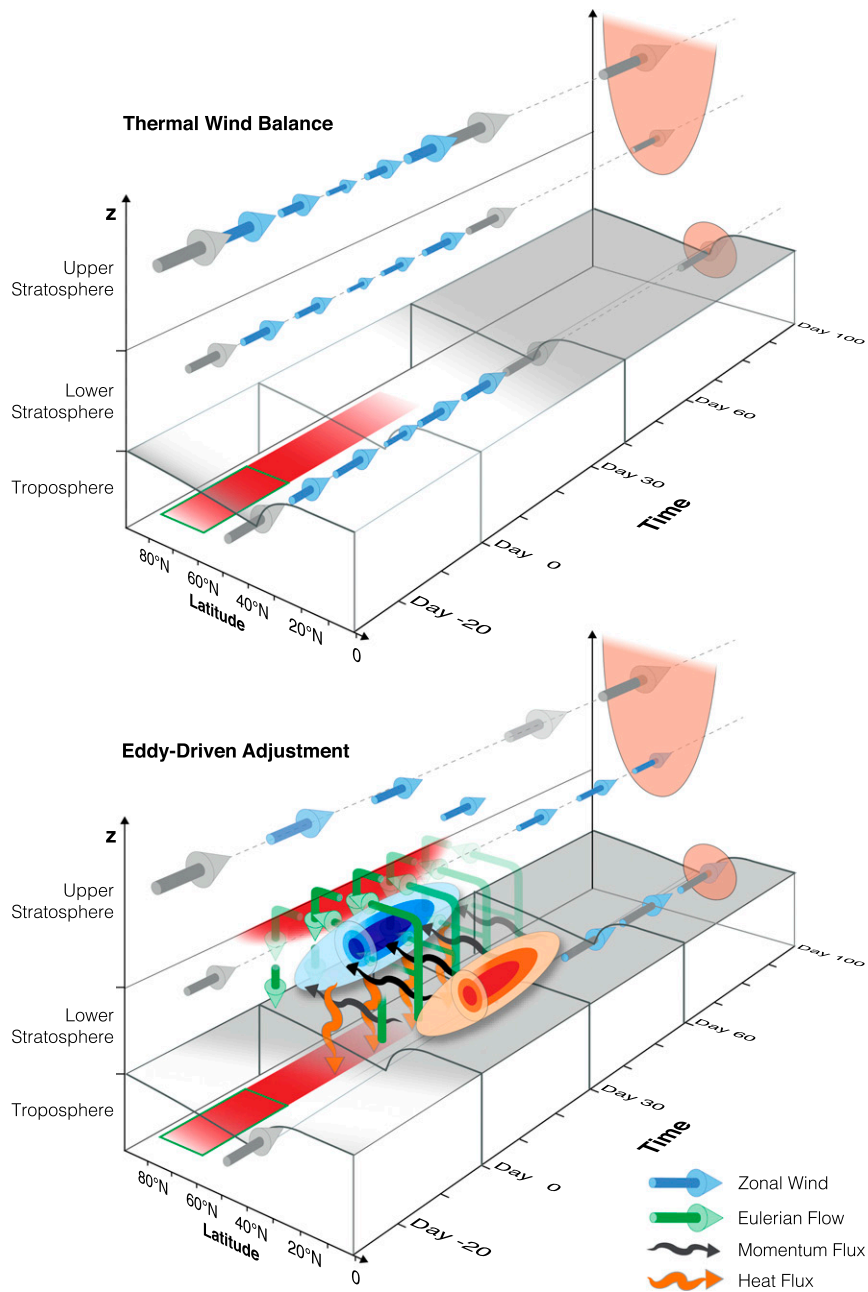 Thermal Wind Balance
z
Upper
Stratosphere
Lower
Stratosphere
Troposphere
80°N
60°N
40°N
20°N
0
Latitude
Day -20
Day 0
Day 30
Day 60
Day 100
Time
Eddy-Driven Adjustment
z
Upper
Stratosphere
Lower
Stratosphere
Troposphere
80°N
60°N
40°N
20°N
0
Latitude
Day -20
Day 0
Day 30
Day 60
Day 100
Time
Zonal Wind
Eulerian Flow
Momentum Flux
Heat Flux